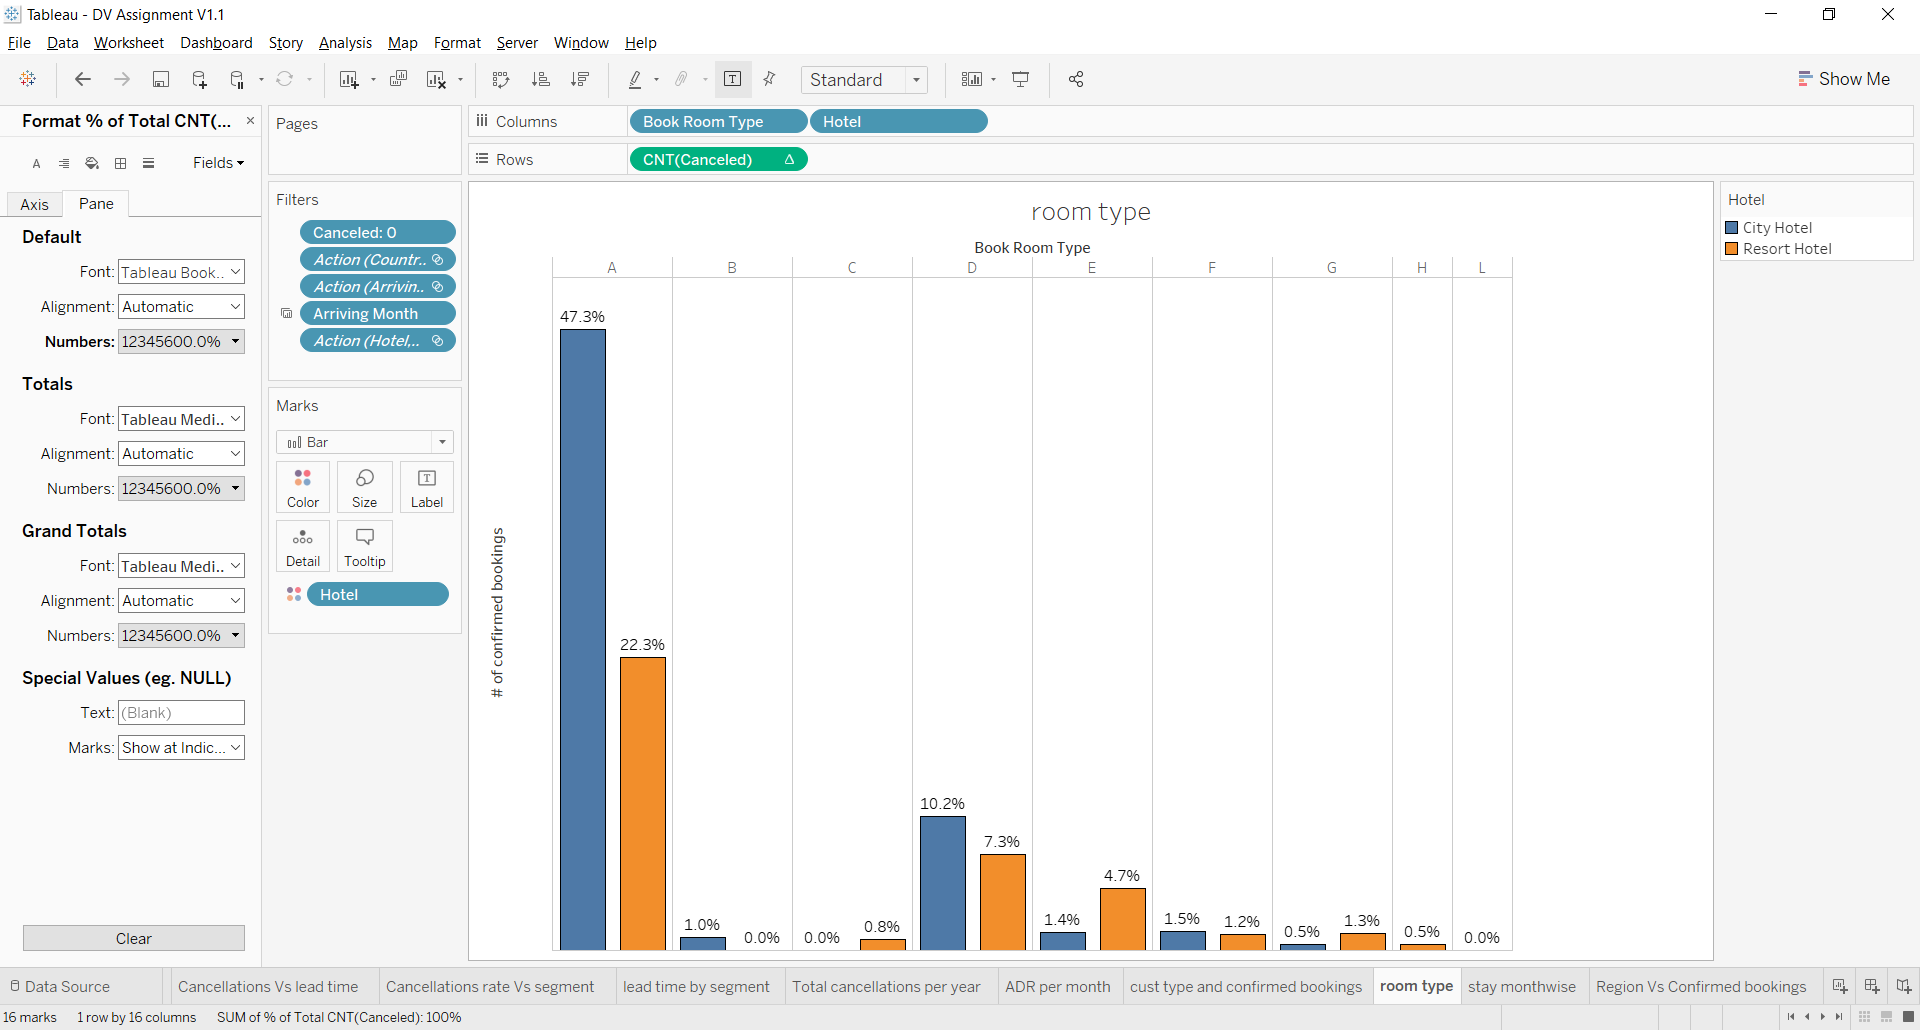 Tableau - DV Assignment V1.1
File Data Worksheet Dashboard Story Analysis Map Format Server Window Help
Standard
Show Me
Format % of Total CNT(...
Fields
Axis Pane
Default
Font: Tableau Book..
Alignment: Automatic
Numbers: 12345600.0%
Totals
Font: Tableau Medi..
Alignment: Automatic
Numbers: 12345600.0%
Grand Totals
Font: Tableau Medi..
Alignment: Automatic
Numbers: 12345600.0%
Special Values (eg. NULL)
Text: (Blank)
Marks: Show at Indic...
Clear
Pages
Filters
Canceled: 0
Action (Countr..
Action (Arrivin..
Arriving Month
Action (Hotel,..
Marks
Bar
Color Size Label
Detail Tooltip
Hotel
Columns Book Room Type Hotel
Rows CNT(Canceled) Δ
room type
Book Room Type
A B C D E F G H L
# of confirmed bookings
47.3%
22.3%
1.0%
0.0%
0.0%
0.8%
10.2%
7.3%
1.4%
4.7%
1.5%
1.2%
0.5%
1.3%
0.5%
0.0%
Hotel
City Hotel
Resort Hotel
Data Source Cancellations Vs lead time Cancellations rate Vs segment lead time by segment Total cancellations per year ADR per month cust type and confirmed bookings room type stay monthwise Region Vs Confirmed bookings
16 marks 1 row by 16 columns SUM of % of Total CNT(Canceled): 100%